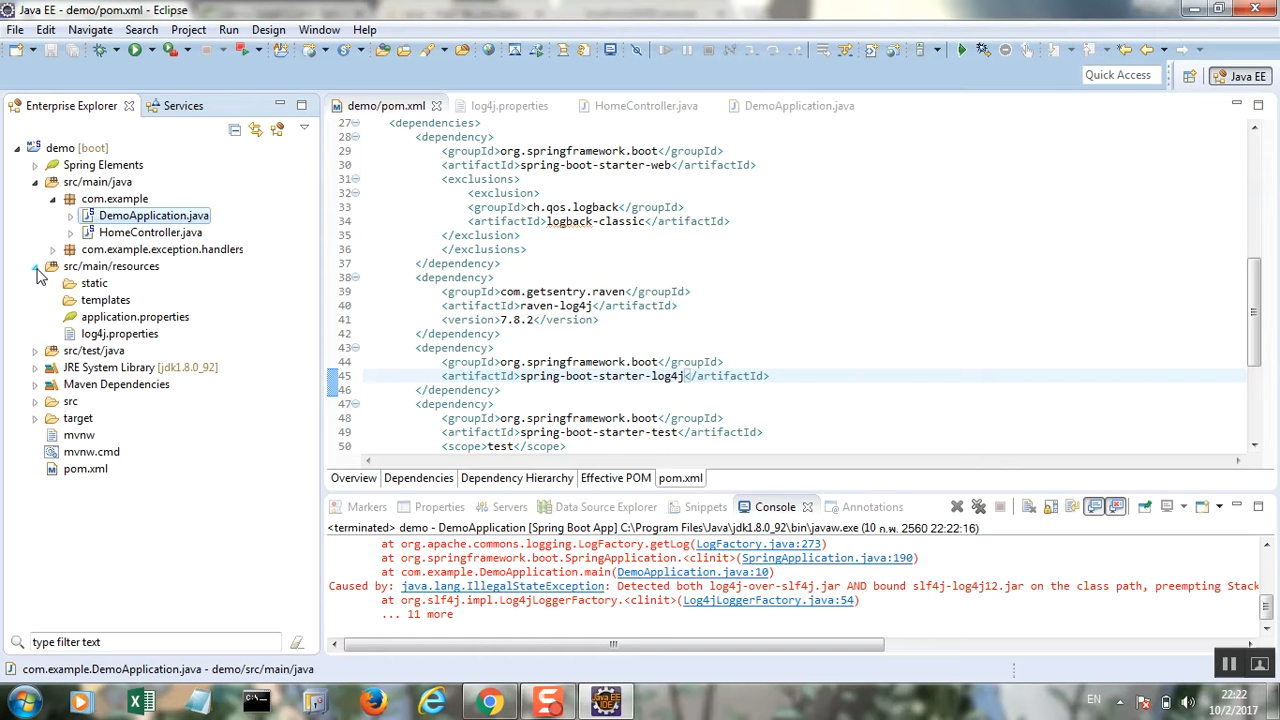 Java EE - demo/pom.xml - Eclipse
File Edit Navigate Search Project Run Design Window Help
Quick Access Java EE
Enterprise Explorer Services
demo/pom.xml log4j.properties HomeController.java DemoApplication.java
demo [boot]
Spring Elements
src/main/java
com.example
DemoApplication.java
HomeController.java
com.example.exception.handlers
src/main/resources
static
templates
application.properties
log4j.properties
src/test/java
JRE System Library [jdk1.8.0_92]
Maven Dependencies
src
target
mvnw
mvnw.cmd
pom.xml
type filter text
27 <dependencies>
28 <dependency>
29 <groupId>org.springframework.boot</groupId>
30 <artifactId>spring-boot-starter-web</artifactId>
31 <exclusions>
32 <exclusion>
33 <groupId>ch.qos.logback</groupId>
34 <artifactId>logback-classic</artifactId>
35 </exclusion>
36 </exclusions>
37 </dependency>
38 <dependency>
39 <groupId>com.getsentry.raven</groupId>
40 <artifactId>raven-log4j</artifactId>
41 <version>7.8.2</version>
42 </dependency>
43 <dependency>
44 <groupId>org.springframework.boot</groupId>
45 <artifactId>spring-boot-starter-log4j</artifactId>
46 </dependency>
47 <dependency>
48 <groupId>org.springframework.boot</groupId>
49 <artifactId>spring-boot-starter-test</artifactId>
50 <scope>test</scope>
Overview Dependencies Dependency Hierarchy Effective POM pom.xml
Markers Properties Servers Data Source Explorer Snippets Console Annotations
<terminated> demo - DemoApplication [Spring Boot App] C:\Program Files\Java\jdk1.8.0_92\bin\javaw.exe (10 ก.พ. 2560 22:22:16)
at org.apache.commons.logging.LogFactory.getLog(LogFactory.java:273)
at org.springframework.boot.SpringApplication.<clinit>(SpringApplication.java:190)
at com.example.DemoApplication.main(DemoApplication.java:10)
Caused by: java.lang.IllegalStateException: Detected both log4j-over-slf4j.jar AND bound slf4j-log4j12.jar on the class path, preempting Stack
at org.slf4j.impl.Log4jLoggerFactory.<clinit>(Log4jLoggerFactory.java:54)
... 11 more
com.example.DemoApplication.java - demo/src/main/java
EN
22:22
10/2/2017